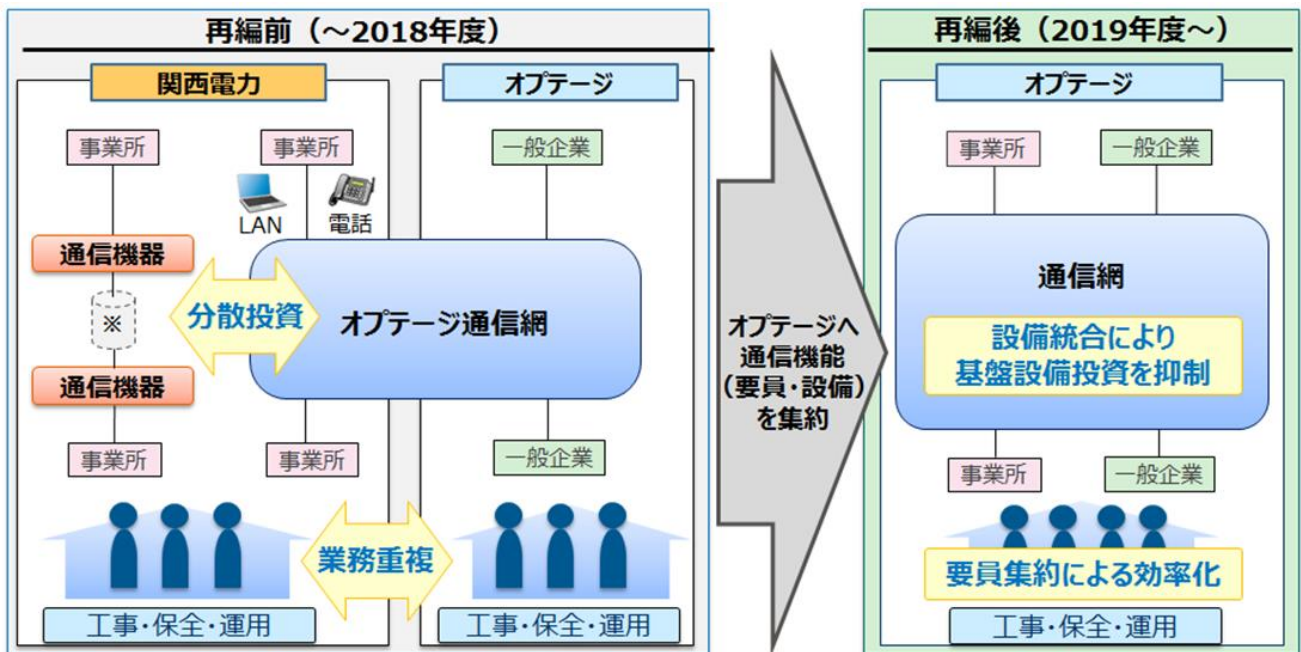 再編前（～2018年度）
関西電力
オプテージ
事業所
事業所
一般企業
LAN
電話
通信機器
※
通信機器
分散投資
オプテージ通信網
事業所
事業所
一般企業
業務重複
工事・保全・運用
工事・保全・運用
オプテージへ
通信機能
（要員・設備）
を集約
再編後（2019年度～）
オプテージ
事業所
一般企業
通信網
設備統合により
基盤設備投資を抑制
事業所
一般企業
要員集約による効率化
工事・保全・運用